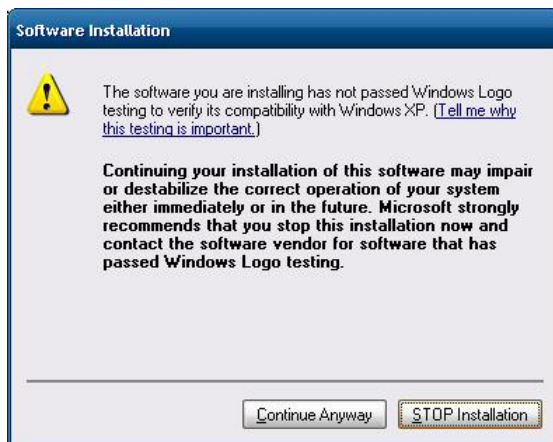 Software Installation
The software you are installing has not passed Windows Logo
testing to verify its compatibility with Windows XP. (Tell me why
this testing is important.)
Continuing your installation of this software may impair
or destabilize the correct operation of your system
either immediately or in the future. Microsoft strongly
recommends that you stop this installation now and
contact the software vendor for software that has
passed Windows Logo testing.
Continue Anyway
STOP Installation